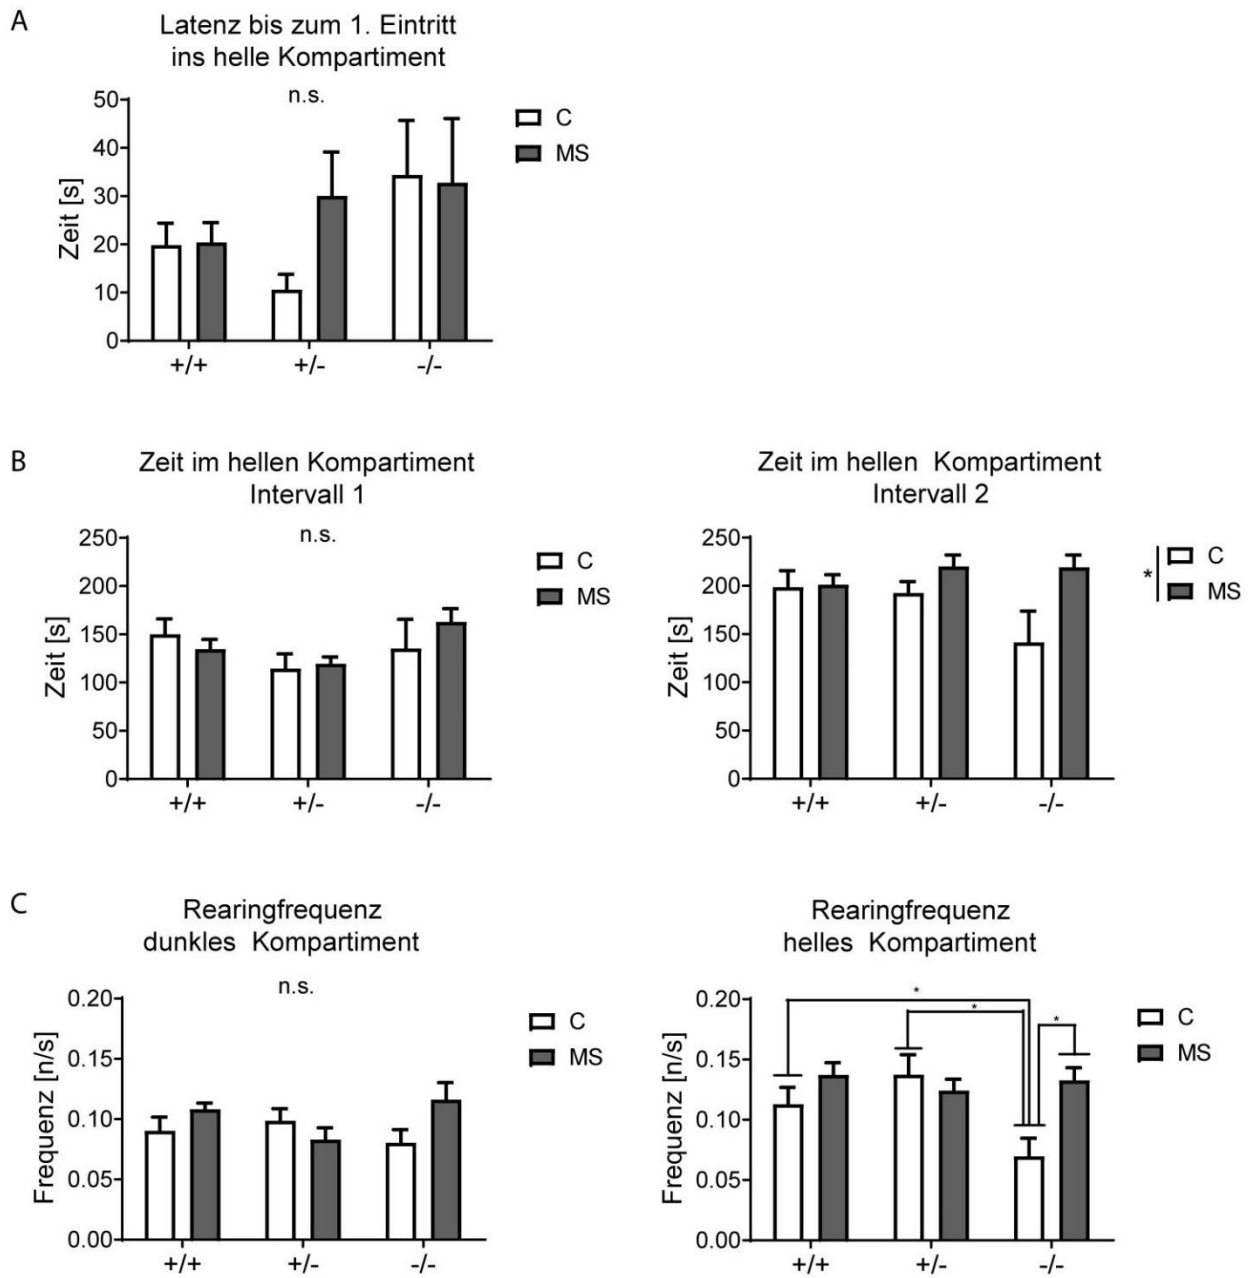 A
Latenz bis zum 1. Eintritt
ins helle Kompartiment
n.s.
50
40
30
20
10
0
Zeit [s]
+/+
+/-
-/-
C
MS
B
Zeit im hellen Kompartiment
Intervall 1
n.s.
250
200
150
100
50
0
Zeit [s]
+/+
+/-
-/-
C
MS
Zeit im hellen Kompartiment
Intervall 2
250
200
150
100
50
0
Zeit [s]
+/+
+/-
-/-
*
C
MS
C
Rearingfrequenz
dunkles Kompartiment
n.s.
0.20
0.15
0.10
0.05
0.00
Frequenz [n/s]
+/+
+/-
-/-
C
MS
Rearingfrequenz
helles Kompartiment
0.20
0.15
0.10
0.05
0.00
Frequenz [n/s]
*
*
*
+/+
+/-
-/-
C
MS